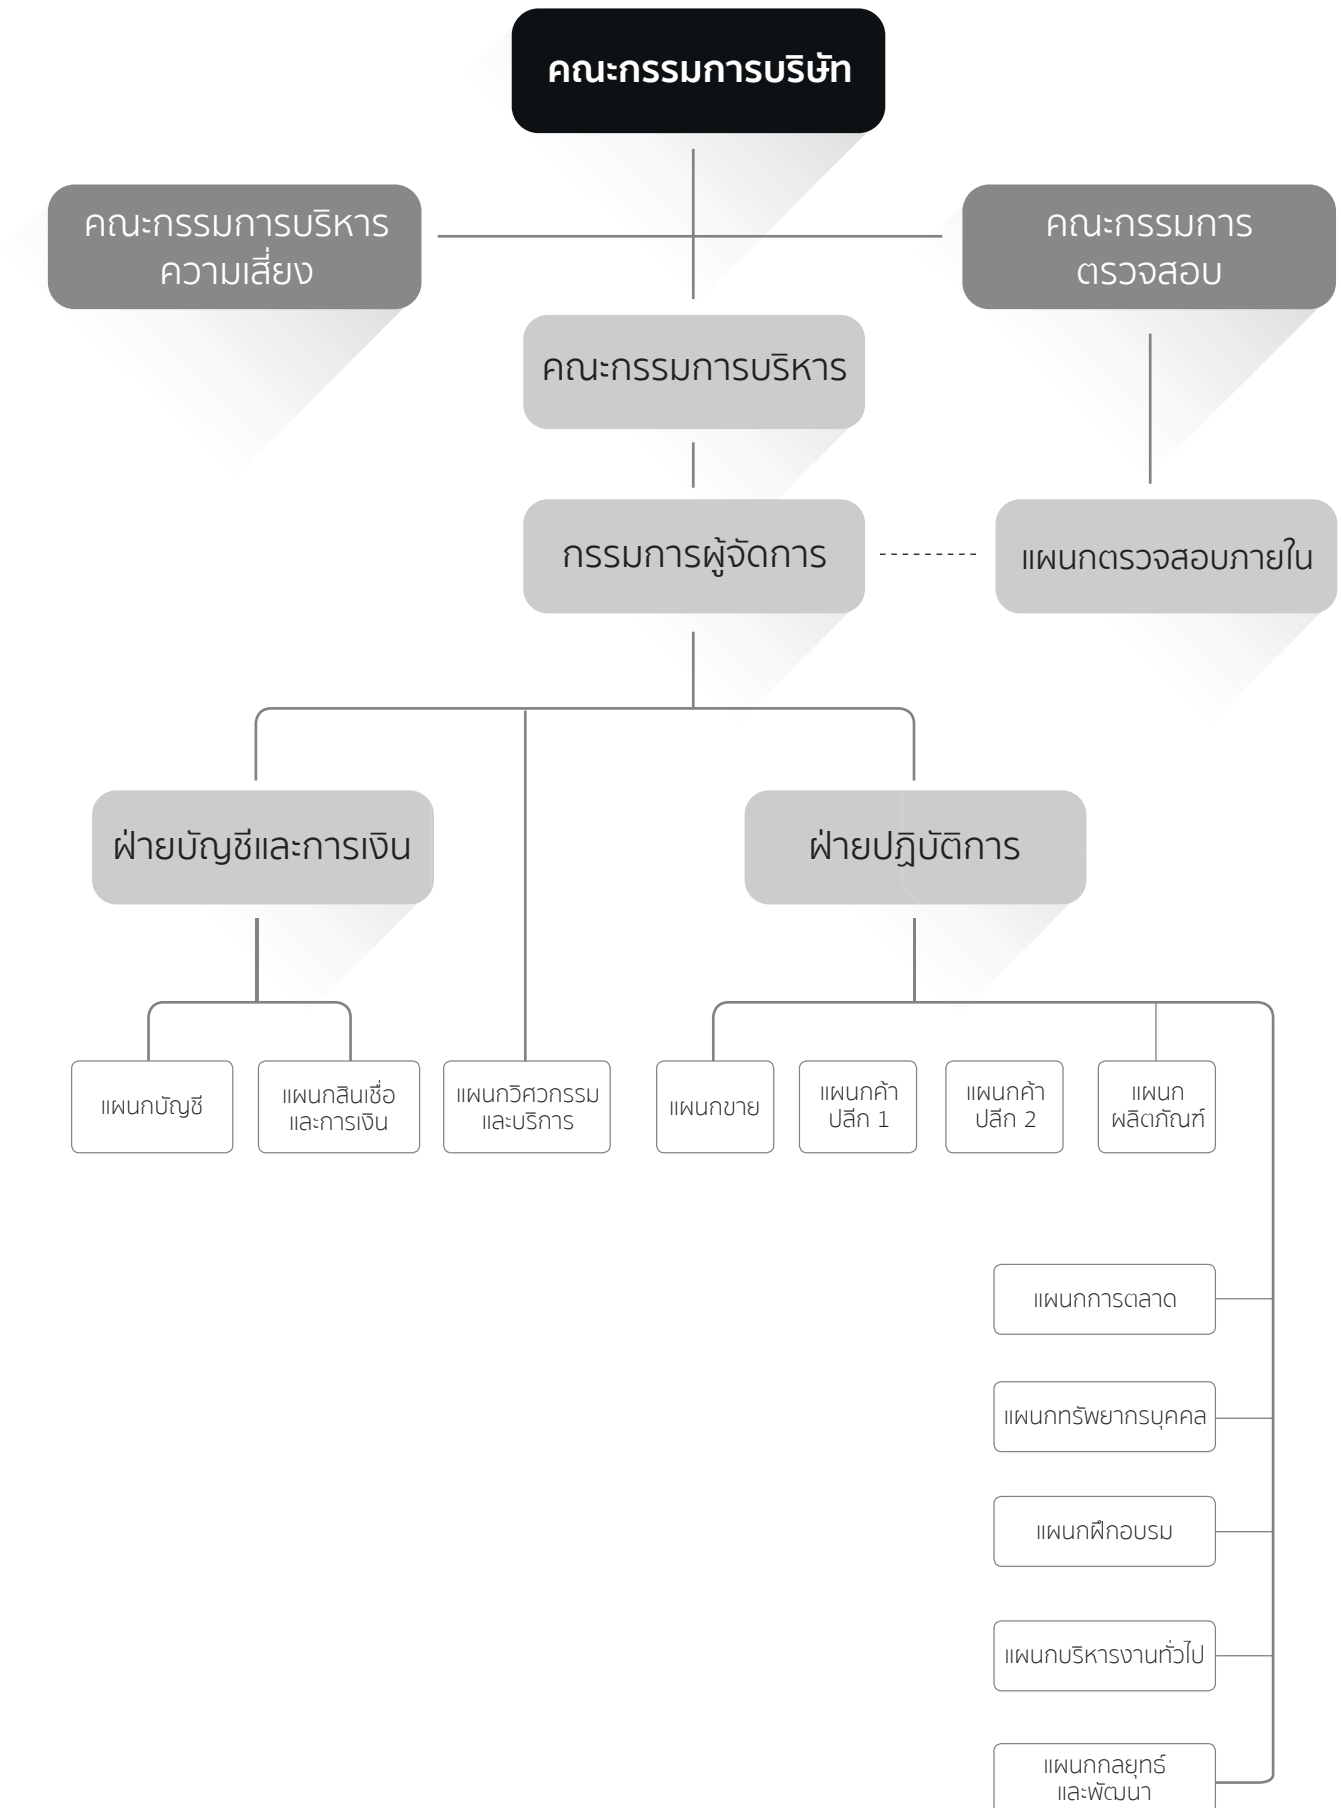 คณะกรรมการบริษัท
คณะกรรมการบริหาร
ความเสี่ยง
คณะกรรมการ
ตรวจสอบ
คณะกรรมการบริหาร
กรรมการผู้จัดการ
แผนกตรวจสอบภายใน
ฝ่ายบัญชีและการเงิน
ฝ่ายปฏิบัติการ
แผนกบัญชี
แผนกสินเชื่อ
และการเงิน
แผนกวิศวกรรม
และบริการ
แผนกขาย
แผนกค้า
ปลีก 1
แผนกค้า
ปลีก 2
แผนก
ผลิตภัณฑ์
แผนกการตลาด
แผนกทรัพยากรบุคคล
แผนกฝึกอบรม
แผนกบริหารงานทั่วไป
แผนกกลยุทธ์
และพัฒนา